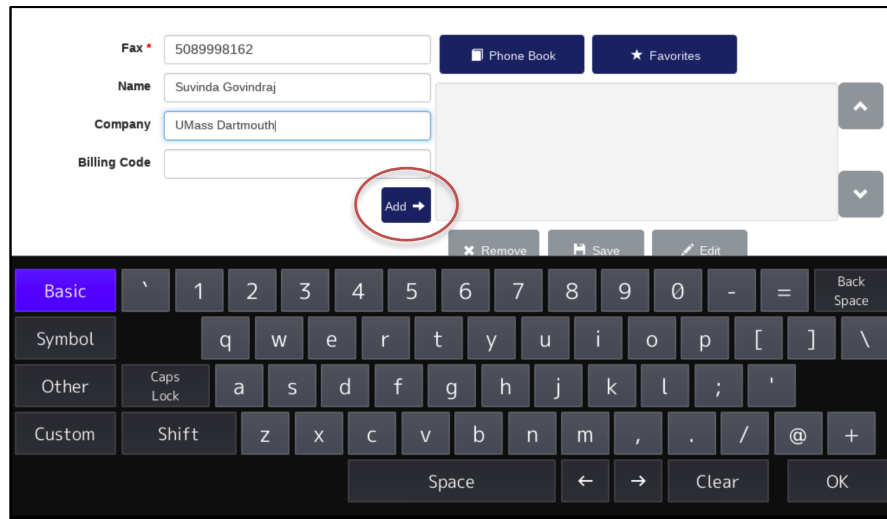 Fax * 5089998162 Phone Book Favorites
Name Suvinda Govindraj
Company UMass Dartmouth
Billing Code
Add
Remove Save Edit
Basic ` 1 2 3 4 5 6 7 8 9 0 - = Back Space
Symbol q w e r t y u i o p [ ] \
Other Caps Lock a s d f g h j k l ; '
Custom Shift z x c v b n m , . / @ +
Space ← → Clear OK